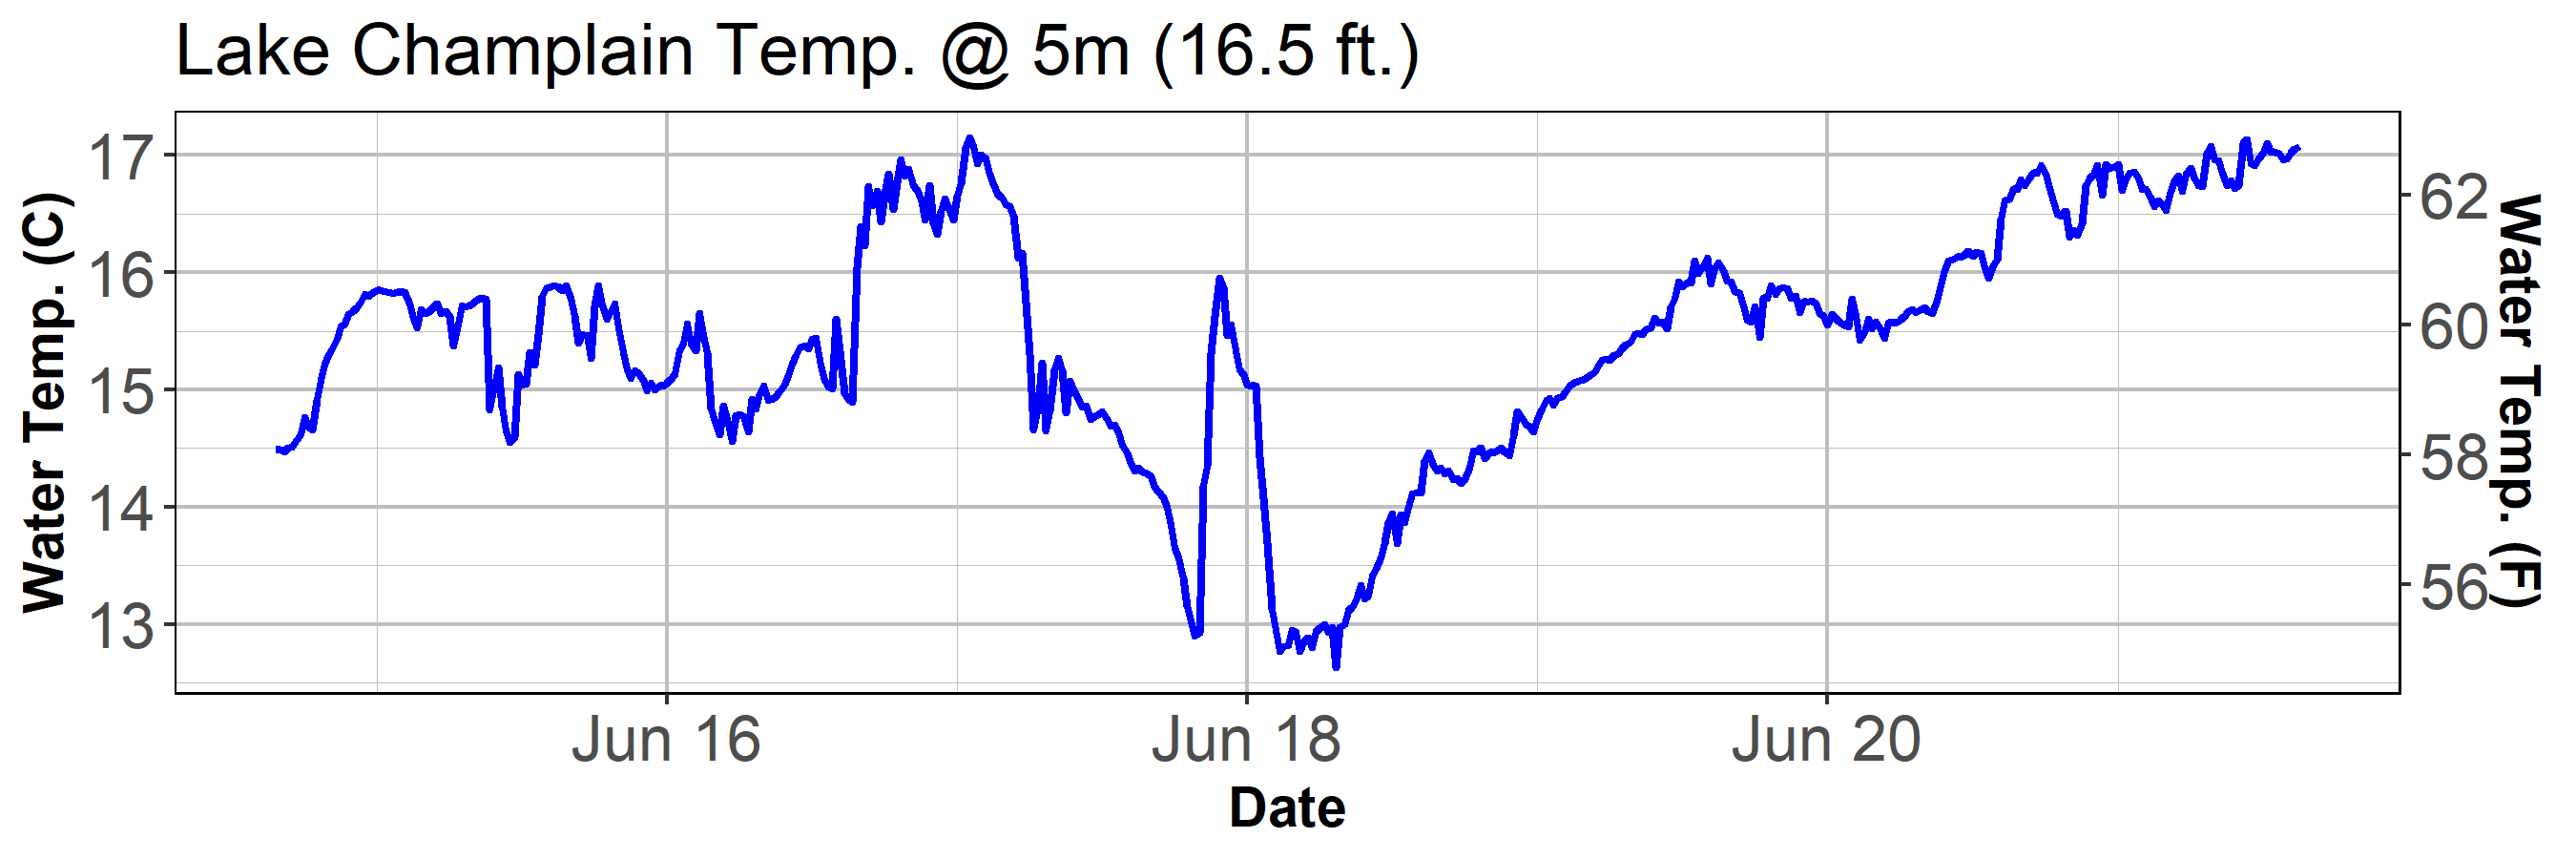 Lake Champlain Temp. @ 5m (16.5 ft.)
Water Temp. (C)
17
16
15
14
13
62
60
58
56
Water Temp. (F)
Jun 16
Jun 18
Jun 20
Date